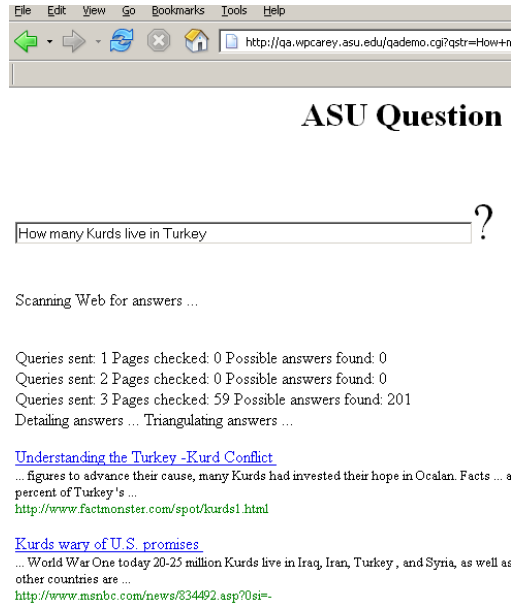 File Edit View Go Bookmarks Tools Help
http://qa.wpcarey.asu.edu/qademo.cgi?qstr=How+n
ASU Question
How many Kurds live in Turkey ?
Scanning Web for answers ...
Queries sent: 1 Pages checked: 0 Possible answers found: 0
Queries sent: 2 Pages checked: 0 Possible answers found: 0
Queries sent: 3 Pages checked: 59 Possible answers found: 201
Detailing answers ... Triangulating answers ...
Understanding the Turkey -Kurd Conflict
... figures to advance their cause, many Kurds had invested their hope in Ocalan. Facts ... a
percent of Turkey's ...
http://www.factmonster.com/spot/kurds1.html
Kurds wary of U.S. promises
... World War One today 20-25 million Kurds live in Iraq, Iran, Turkey , and Syria, as well as
other countries are ...
http://www.msnbc.com/news/834492.asp?0si=-